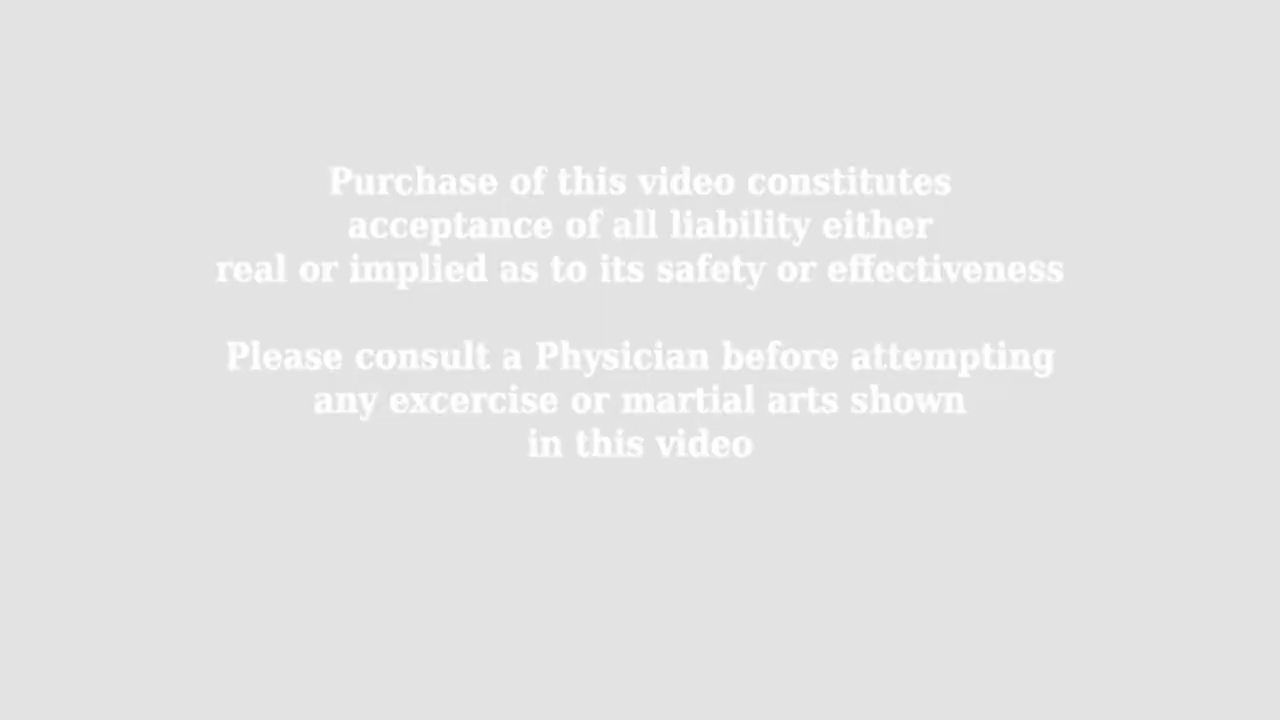 Purchase of this video constitutes
acceptance of all liability either
real or implied as to its safety or effectiveness
Please consult a Physician before attempting
any excercise or martial arts shown
in this video